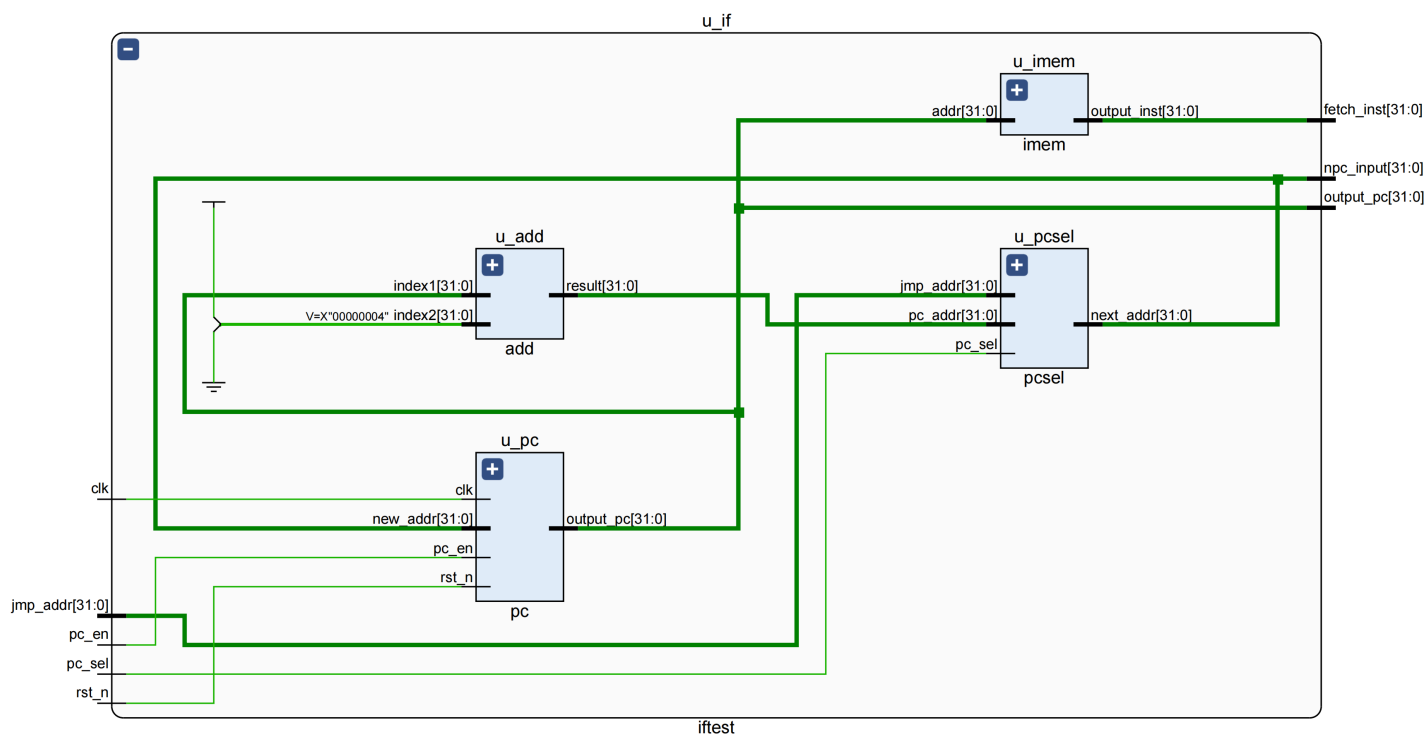 u_if
u_imem
addr[31:0]
output_inst[31:0]
fetch_inst[31:0]
imem
npc_input[31:0]
output_pc[31:0]
u_add
u_pcsel
index1[31:0]
result[31:0]
jmp_addr[31:0]
V=X"00000004" index2[31:0]
pc_addr[31:0]
next_addr[31:0]
add
pc_sel
pcsel
u_pc
clk
clk
new_addr[31:0]
output_pc[31:0]
pc_en
rst_n
jmp_addr[31:0]
pc
pc_en
pc_sel
rst_n
iftest